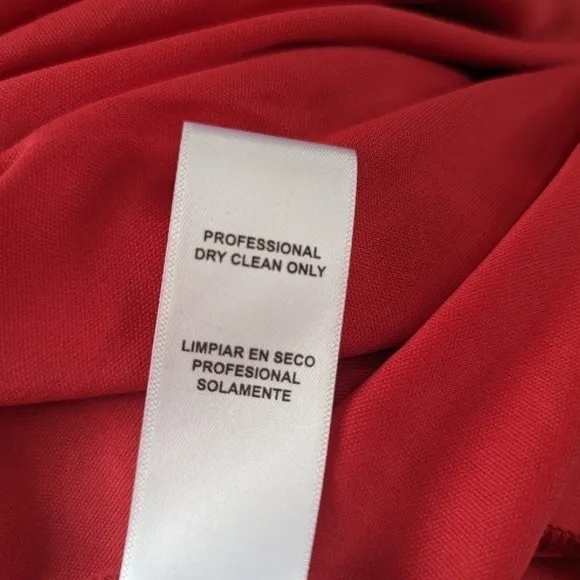 PROFESSIONAL
DRY CLEAN ONLY
LIMPIAR EN SECO
PROFESIONAL
SOLAMENTE